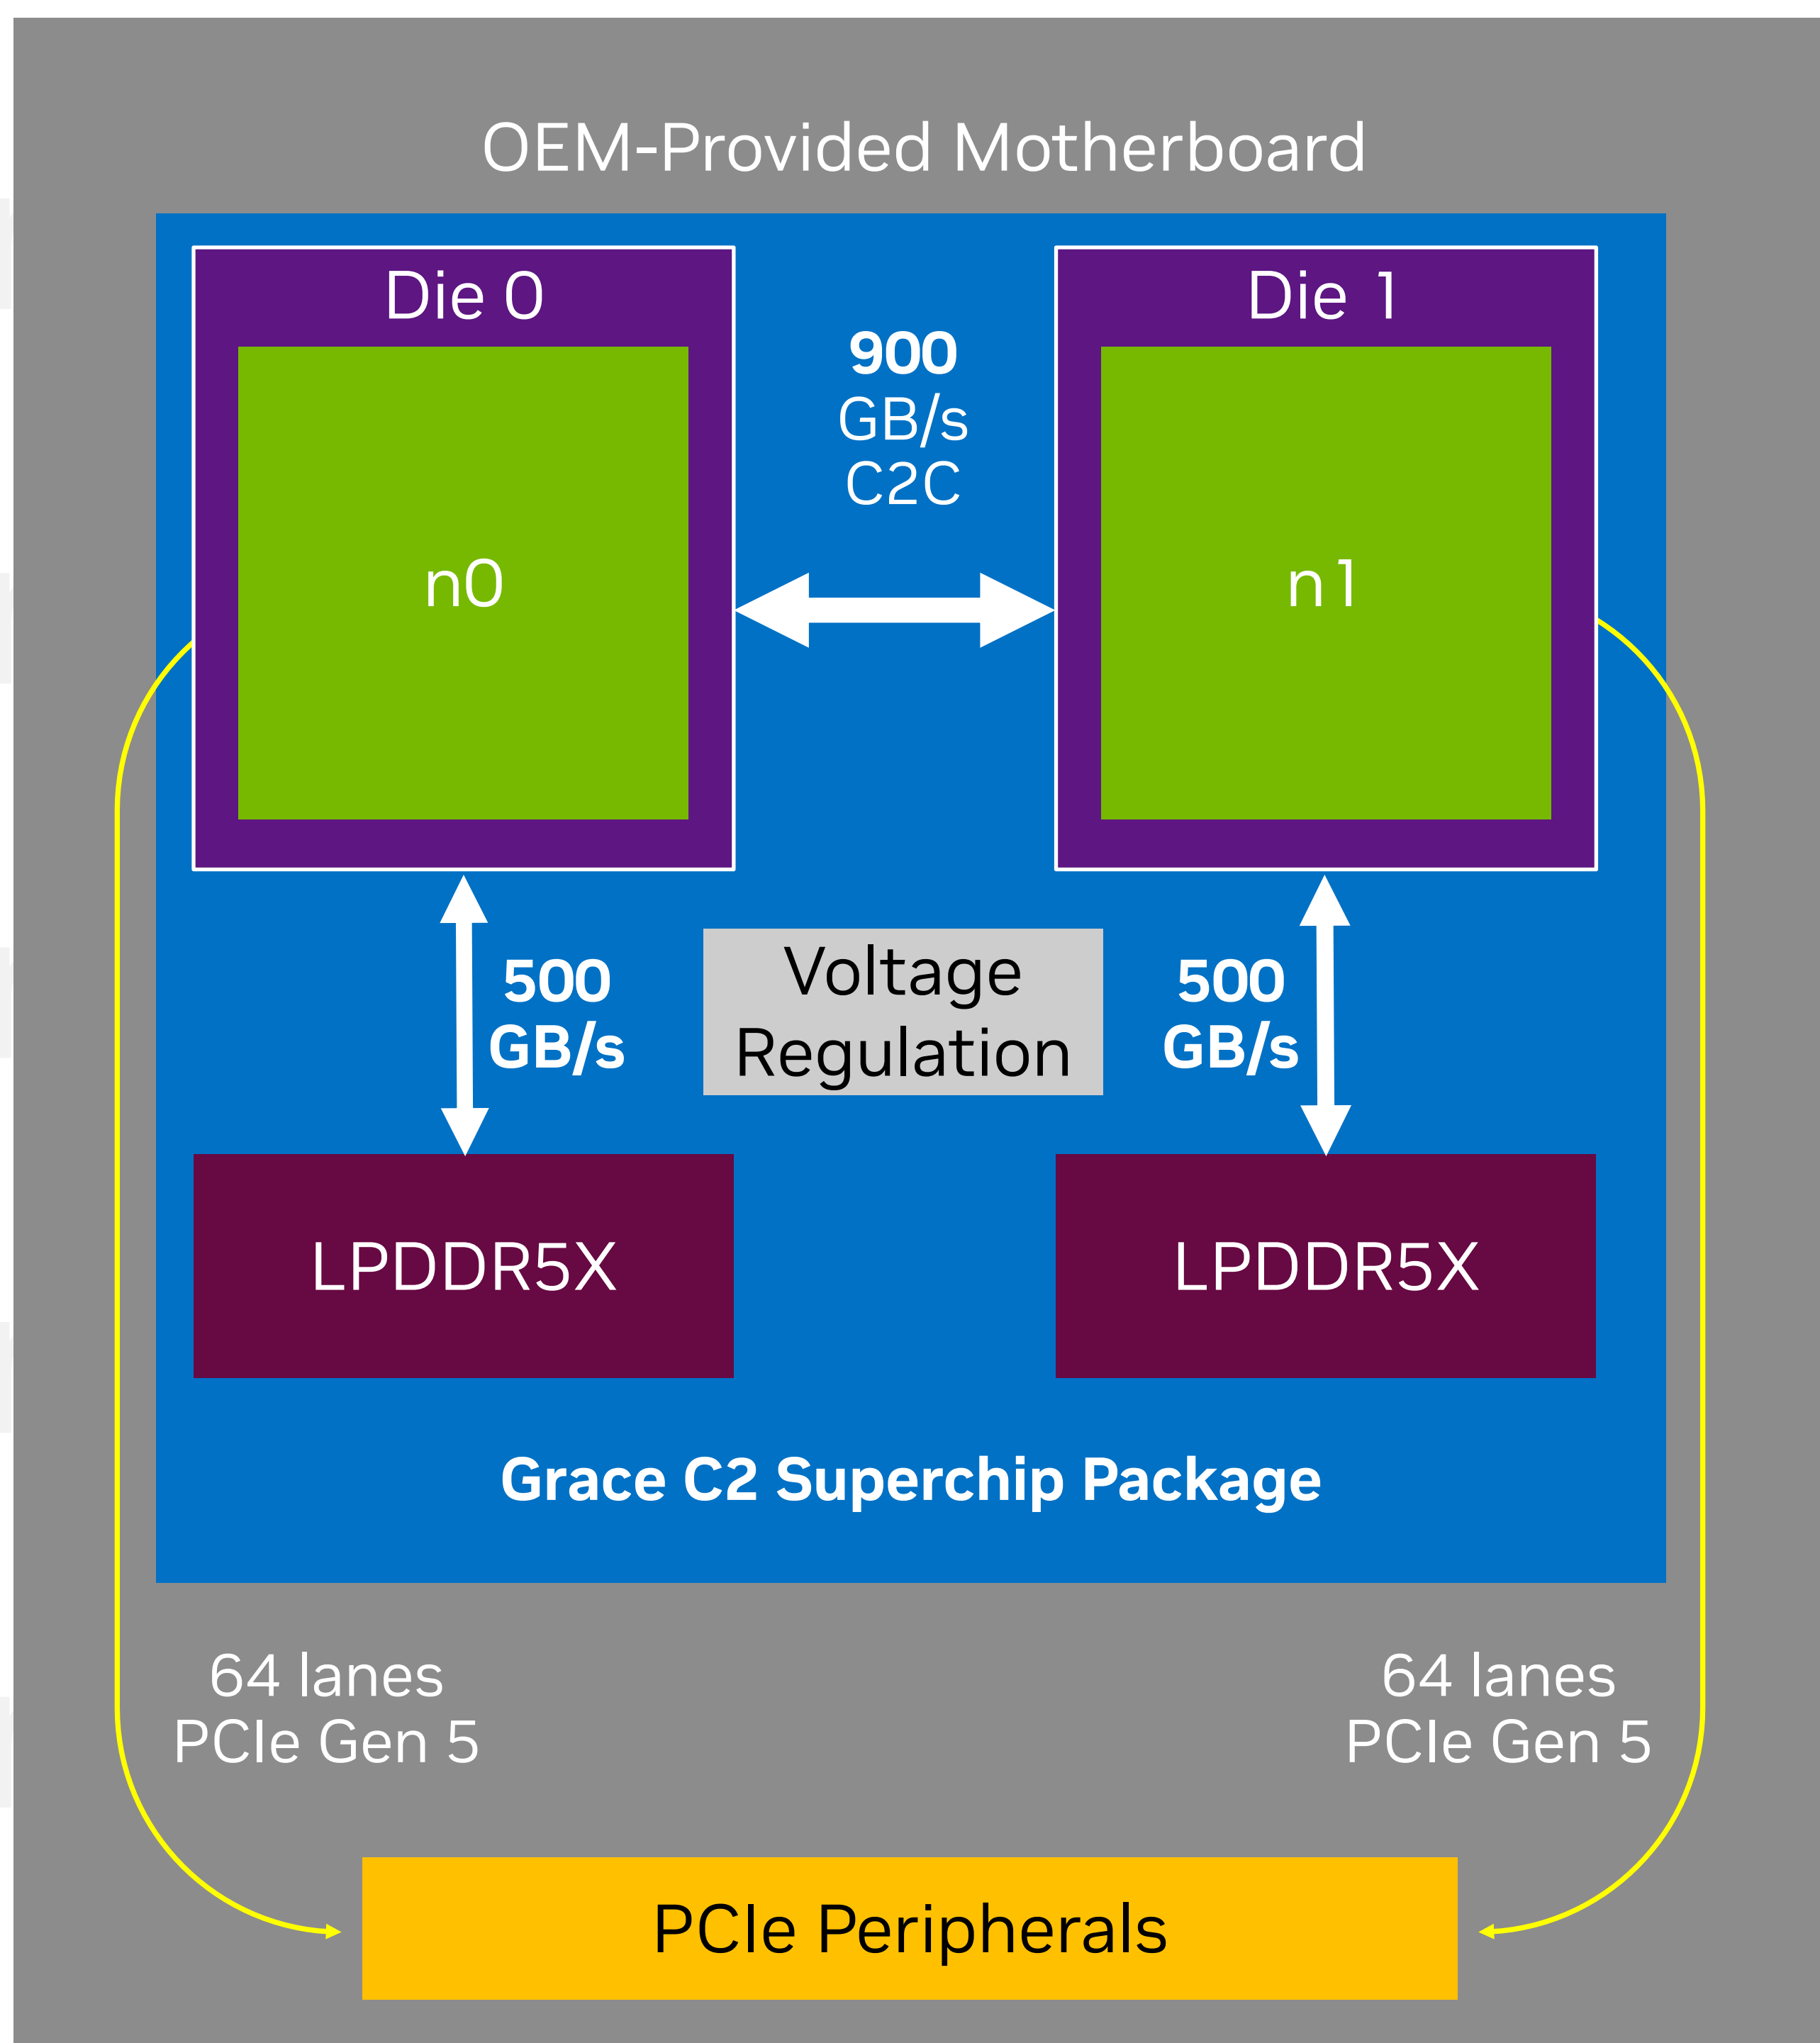 OEM-Provided Motherboard
Die 0
Die 1
900
GB/s
C2C
n0
n1
500
GB/s
Voltage
Regulation
500
GB/s
LPDDR5X
LPDDR5X
Grace C2 Superchip Package
64 lanes
PCIe Gen 5
64 lanes
PCIe Gen 5
PCIe Peripherals